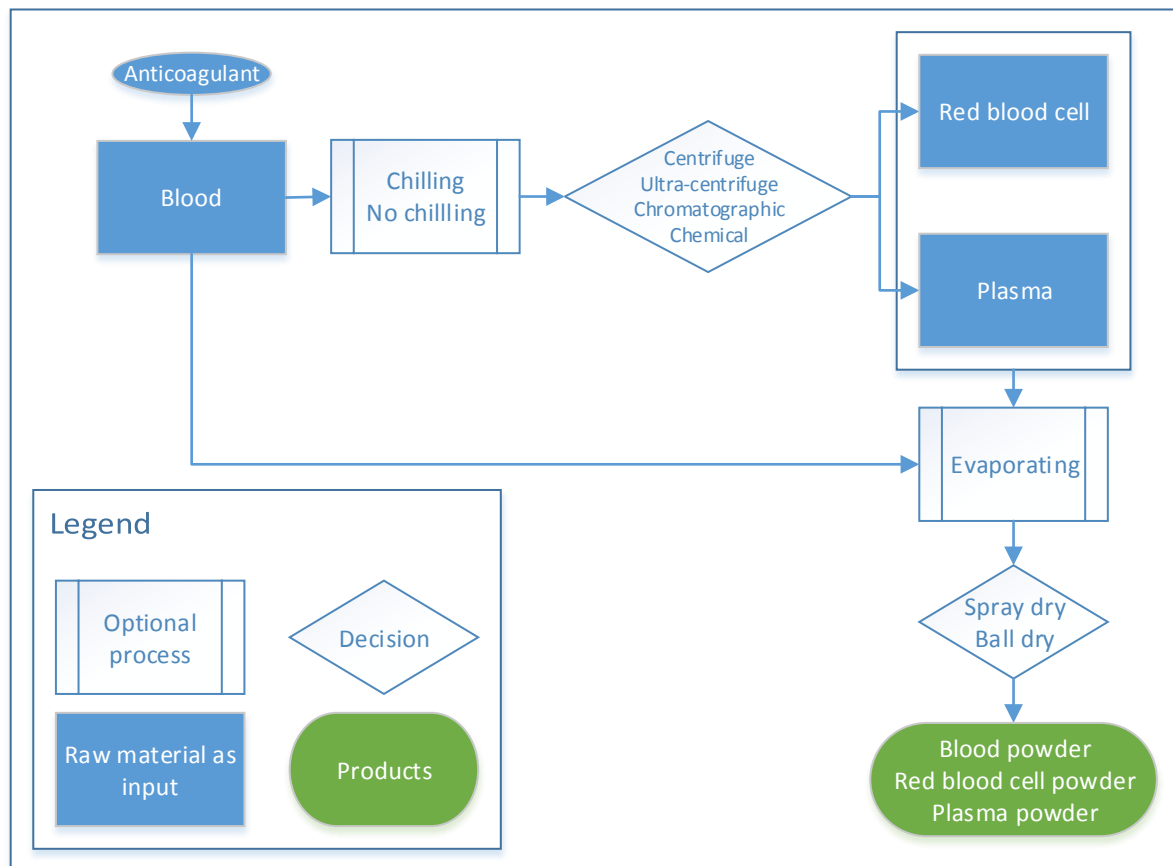 Anticoagulant
Blood
Chilling
No chillling
Centrifuge
Ultra-centrifuge
Chromatographic
Chemical
Red blood cell
Plasma
Evaporating
Spray dry
Ball dry
Blood powder
Red blood cell powder
Plasma powder
Legend
Optional
process
Decision
Raw material as
input
Products